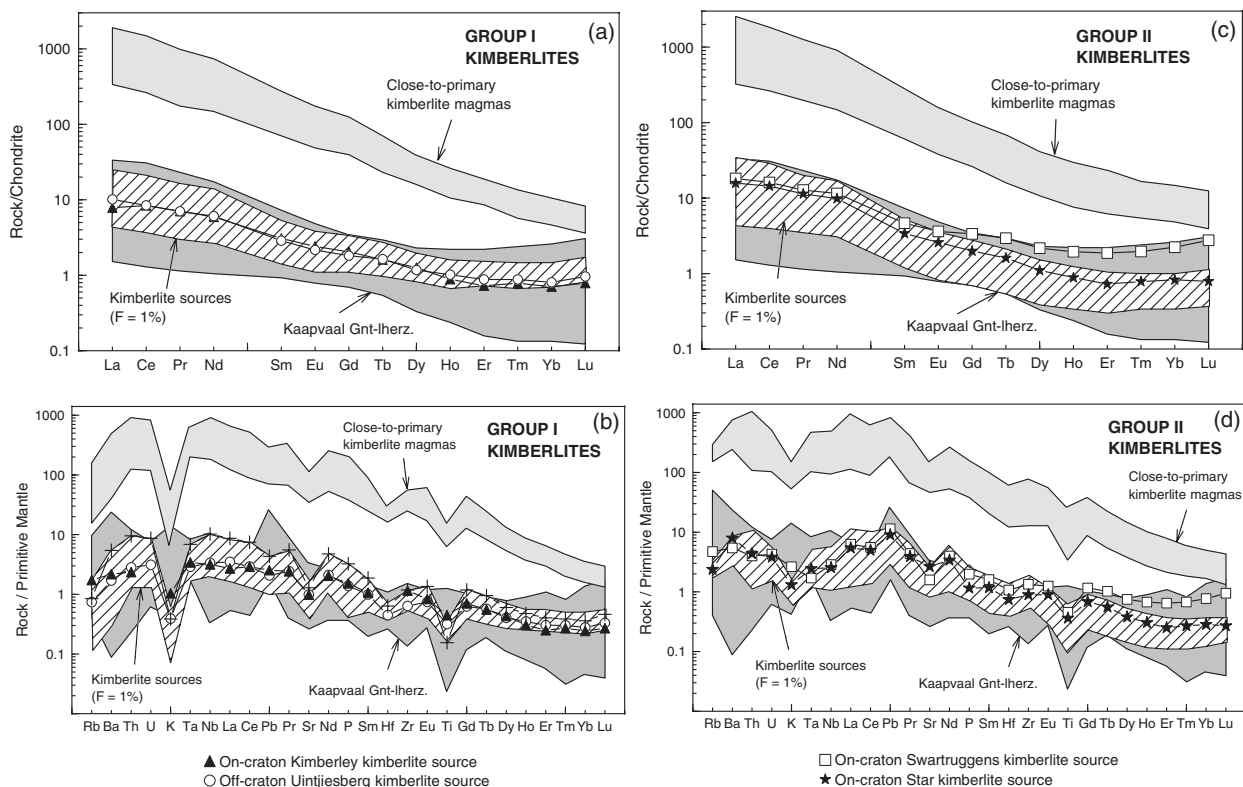 (a)
GROUP I
KIMBERLITES
Close-to-primary
kimberlite magmas
Kimberlite sources
(F = 1%)
Kaapvaal Gnt-lherz.
Rock/Chondrite
1000
100
10
1
0.1
La Ce Pr Nd Sm Eu Gd Tb Dy Ho Er Tm Yb Lu
(c)
GROUP II
KIMBERLITES
Close-to-primary
kimberlite magmas
Kimberlite sources
(F = 1%)
Kaapvaal Gnt-lherz.
Rock/Chondrite
1000
100
10
1
0.1
La Ce Pr Nd Sm Eu Gd Tb Dy Ho Er Tm Yb Lu
(b)
GROUP I
KIMBERLITES
Close-to-primary
kimberlite magmas
Kimberlite sources
(F = 1%)
Kaapvaal Gnt-lherz.
Rock / Primitive Mantle
1000
100
10
1
0.1
Rb Ba Th U K Ta Nb La Ce Pb Pr Sr Nd P Sm Hf Zr Eu Ti Gd Tb Dy Ho Er Tm Yb Lu
(d)
GROUP II
KIMBERLITES
Close-to-primary
kimberlite magmas
Kimberlite sources
(F = 1%)
Kaapvaal Gnt-lherz.
Rock / Primitive Mantle
1000
100
10
1
0.1
Rb Ba Th U K Ta Nb La Ce Pb Pr Sr Nd P Sm Hf Zr Eu Ti Gd Tb Dy Ho Er Tm Yb Lu
On-craton Kimberley kimberlite source
Off-craton Uintjiesberg kimberlite source
On-craton Swartruggens kimberlite source
On-craton Star kimberlite source